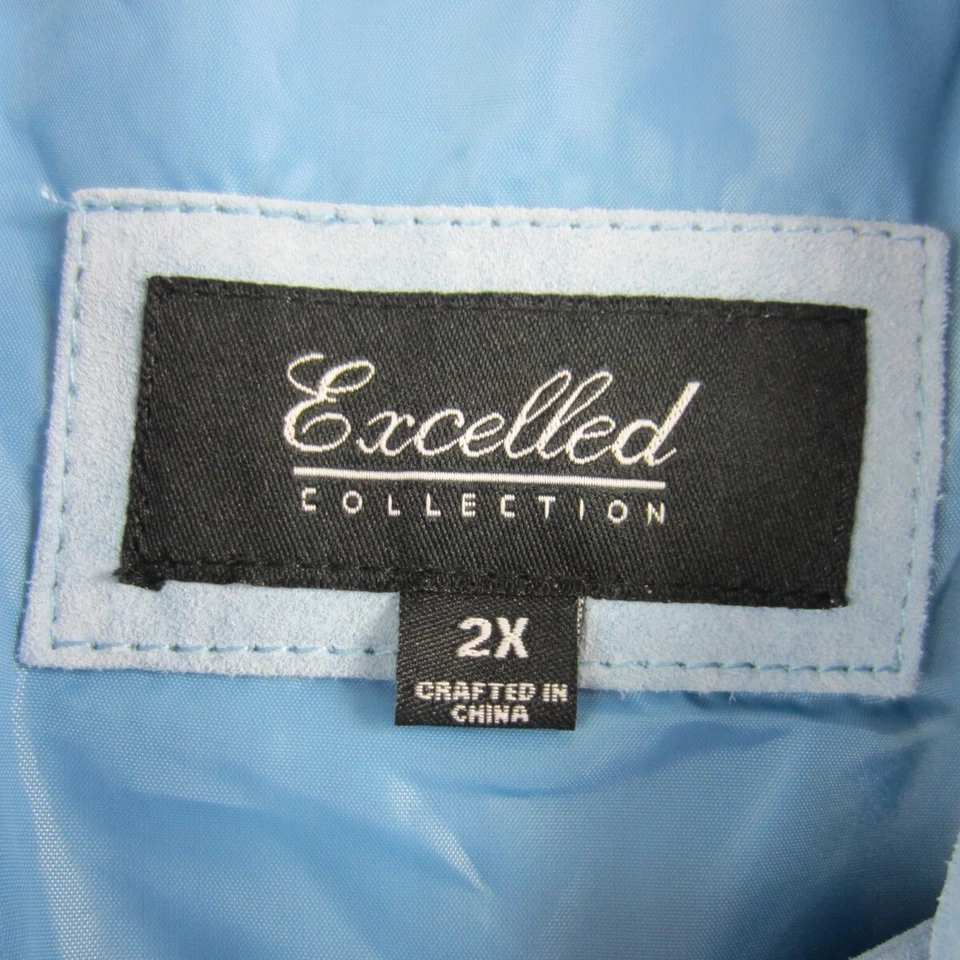 Excelled
COLLECTION
2X
CRAFTED IN
CHINA